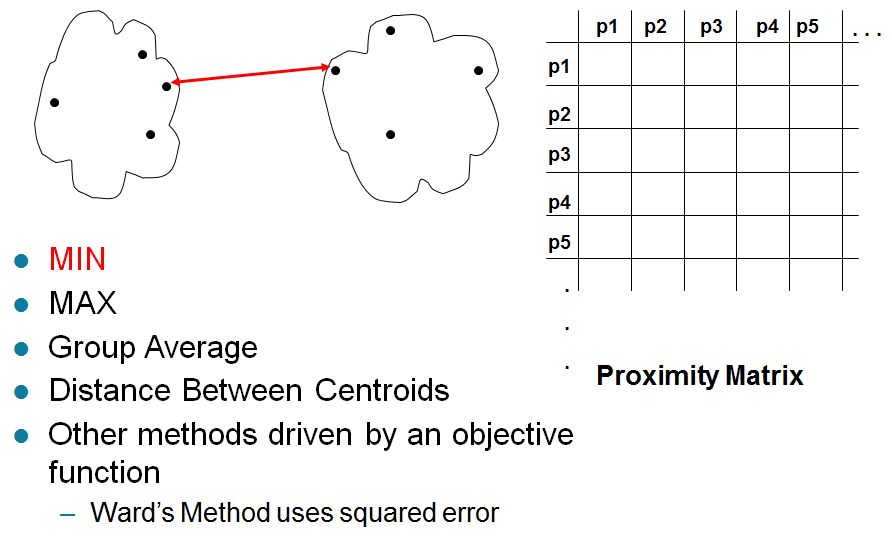 p1 p2 p3 p4 p5 . . .
p1
p2
p3
p4
p5
.
.
.
Proximity Matrix
● MIN
● MAX
● Group Average
● Distance Between Centroids
● Other methods driven by an objective
function
– Ward’s Method uses squared error